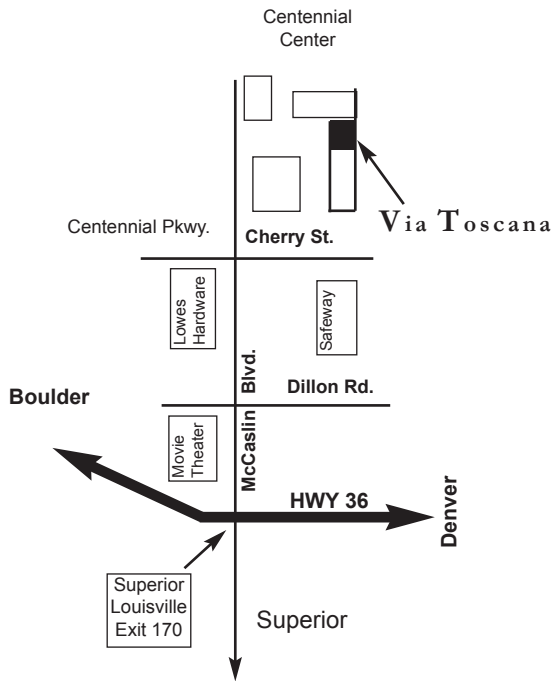 Centennial
Center
Via Toscana
Centennial Pkwy.
Cherry St.
Lowes
Hardware
Safeway
McCaslin Blvd.
Dillon Rd.
Boulder
Movie
Theater
HWY 36
Denver
Superior
Louisville
Exit 170
Superior